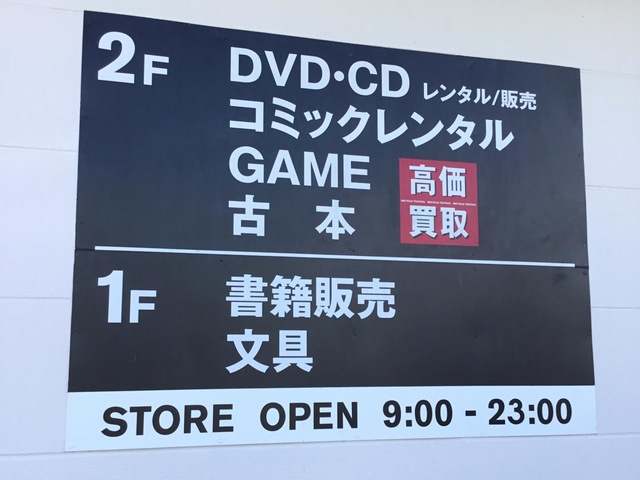 2F
DVD・CD レンタル/販売
コミックレンタル
GAME
古本
高価
買取
1F
書籍販売
文具
STORE OPEN 9:00 - 23:00